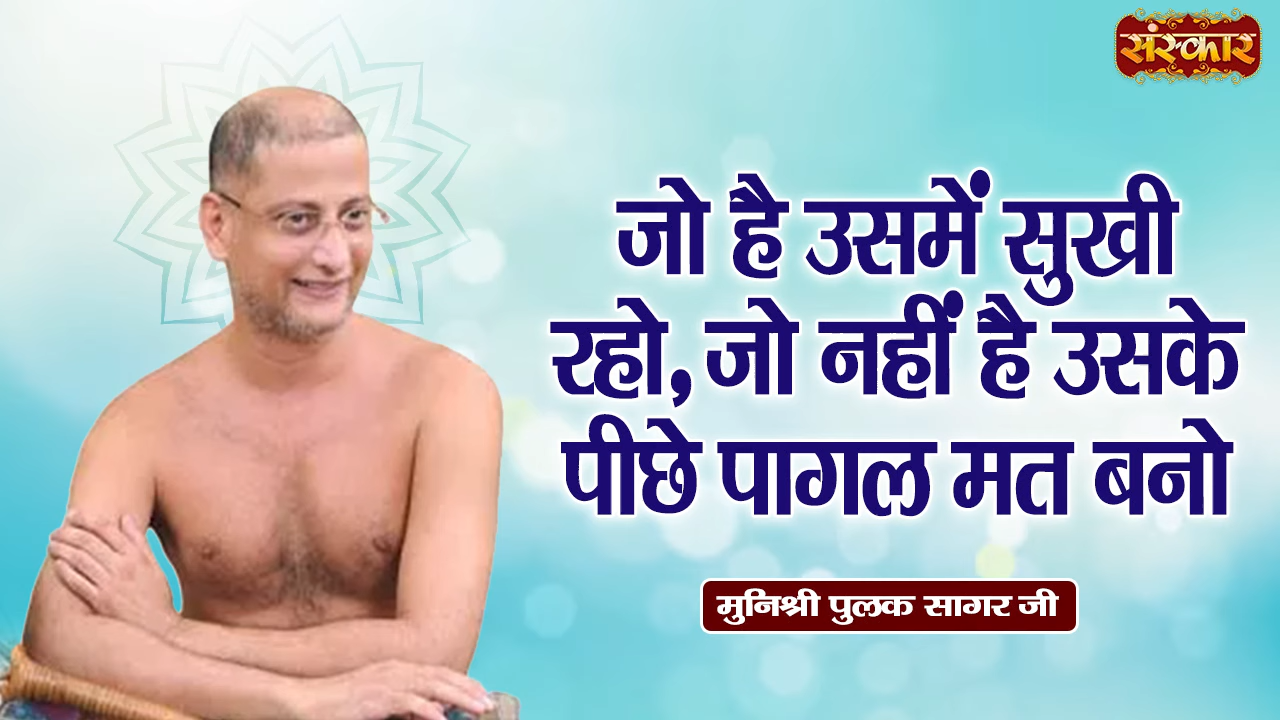 संस्कार
जो है उसमें सुखी
रहो, जो नहीं है उसके
पीछे पागल मत बनो
मुनिश्री पुलक सागर जी